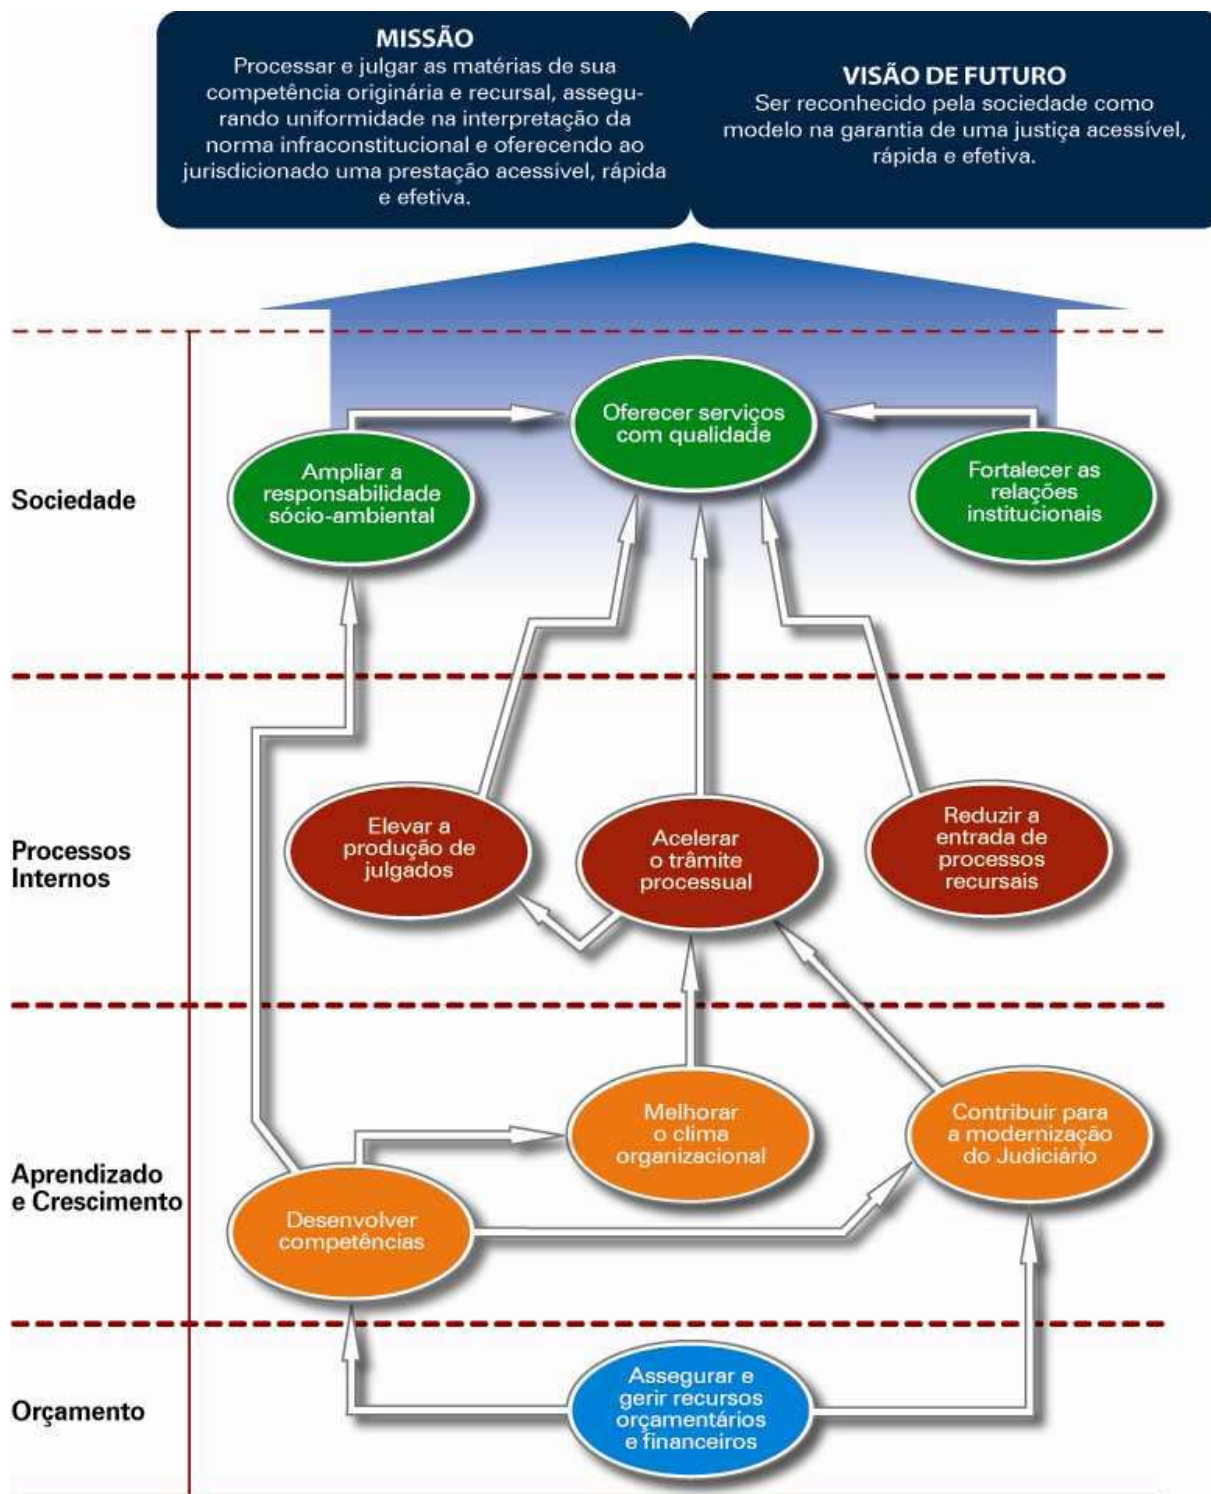 MISSÃO
Processar e julgar as matérias de sua
competência originária e recursal, assegu-
rando uniformidade na interpretação da
norma infraconstitucional e oferecendo ao
jurisdicionado uma prestação acessível, rápida
e efetiva.
VISÃO DE FUTURO
Ser reconhecido pela sociedade como
modelo na garantia de uma justiça acessível,
rápida e efetiva.
Sociedade
Oferecer serviços
com qualidade
Ampliar a
responsabilidade
sócio-ambiental
Fortalecer as
relações
institucionais
Processos
Internos
Elevar a
produção de
julgados
Acelerar
o trâmite
processual
Reduzir a
entrada de
processos
recursais
Aprendizado
e Crescimento
Melhorar
o clima
organizacional
Contribuir para
a modernização
do Judiciário
Desenvolver
competências
Orçamento
Assegurar e
gerir recursos
orçamentários
e financeiros